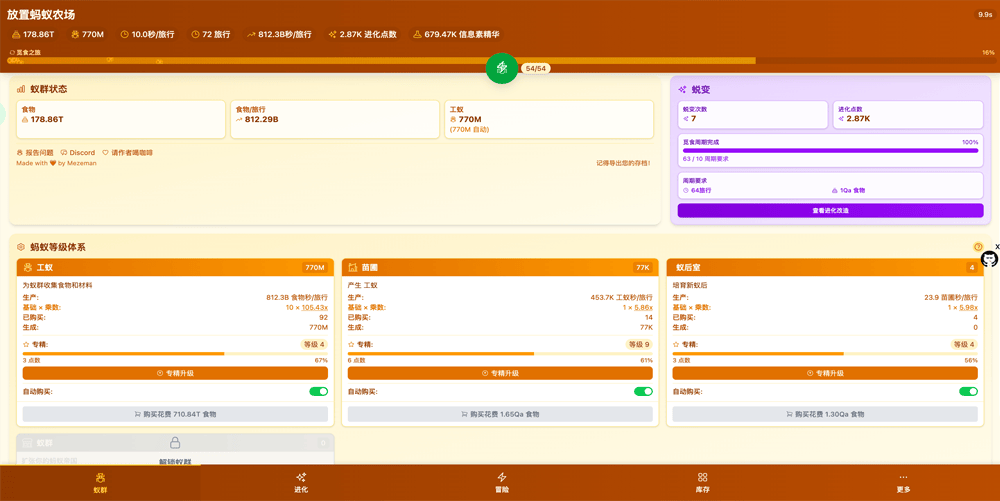 放置蚂蚁农场
9.9s
178.86T 770M 10.0秒/旅行 72 旅行 812.3B秒/旅行 2.87K 进化点数 679.47K 信息素精华
觅食之旅 16%
54/54
蚁群状态
食物
178.86T
食物/旅行
812.29B
工蚁
770M
(770M 自动)
报告问题 Discord 请作者喝咖啡
Made with by Mezeman
记得导出您的存档!
蜕变
蜕变次数
7
进化点数
2.87K
觅食周期完成 100%
63 / 10 周期要求
周期要求
64旅行 1Qa 食物
查看进化改造
蚂蚁等级体系
X
工蚁 770M
为蚁群收集食物和材料
生产: 812.3B 食物秒/旅行
基础 × 乘数: 10 × 105.43x
已购买: 92
生成: 770M
专精: 等级 4
3 点数 67%
专精升级
自动购买:
购买花费 710.84T 食物
苗圃 77K
产生 工蚁
生产: 453.7K 工蚁秒/旅行
基础 × 乘数: 1 × 5.86x
已购买: 14
生成: 77K
专精: 等级 9
6 点数 61%
专精升级
自动购买:
购买花费 1.65Qa 食物
蚁后室 4
培育新蚁后
生产: 23.9 苗圃秒/旅行
基础 × 乘数: 1 × 5.98x
已购买: 4
生成: 0
专精: 等级 4
3 点数 56%
专精升级
自动购买:
购买花费 1.30Qa 食物
蚁群 0
解锁蚁群
蚁群
进化
冒险
库存
更多